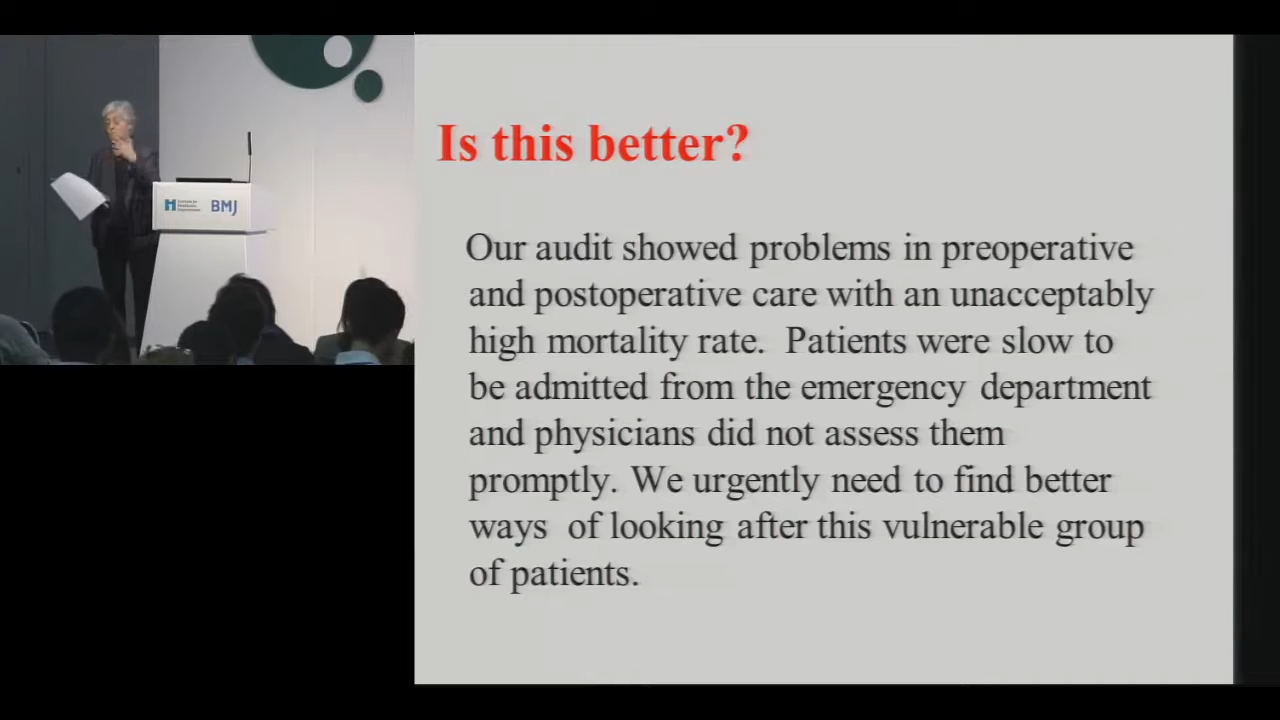 Is this better?
Our audit showed problems in preoperative
and postoperative care with an unacceptably
high mortality rate. Patients were slow to
be admitted from the emergency department
and physicians did not assess them
promptly. We urgently need to find better
ways of looking after this vulnerable group
of patients.
BMJ